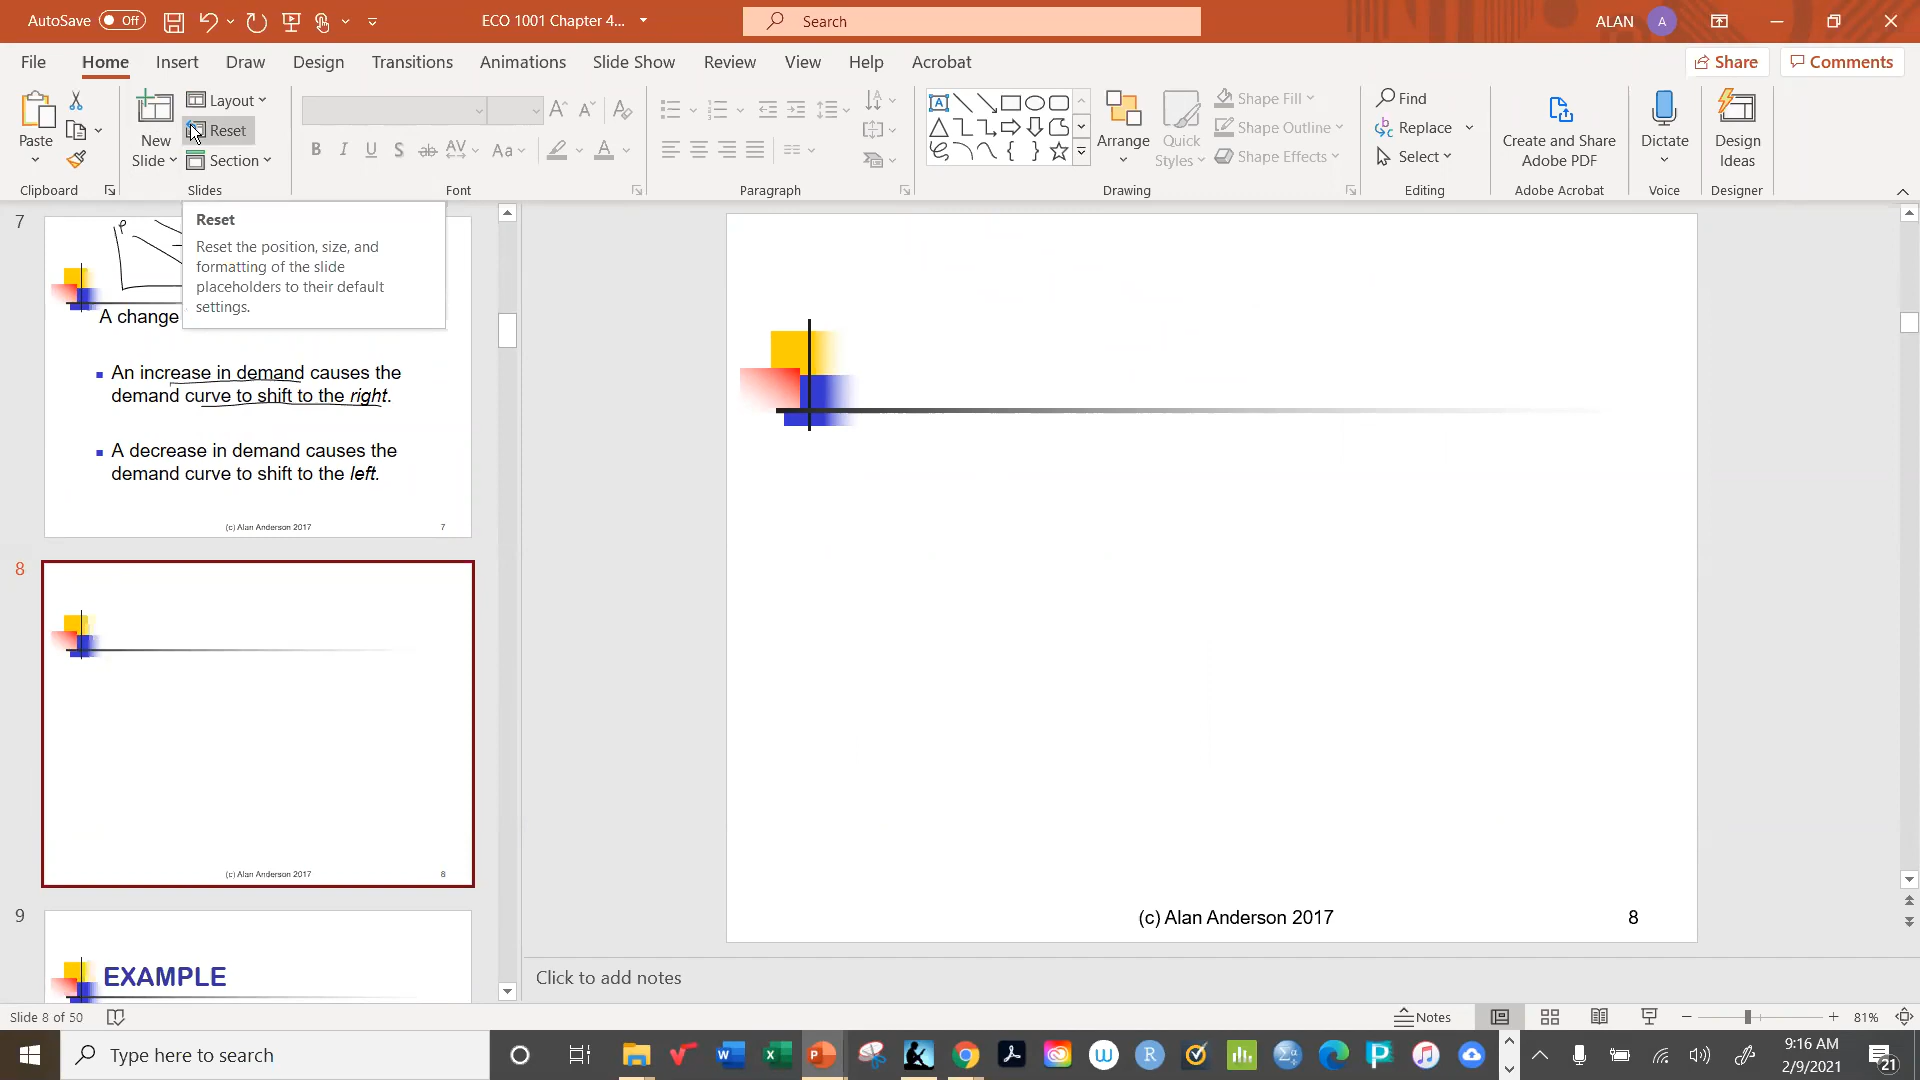 AutoSave Off
ECO 1001 Chapter 4...
Search
ALAN A
File Home Insert Draw Design Transitions Animations Slide Show Review View Help Acrobat
Share Comments
Paste
New Slide
Layout
Reset
Section
B I U S ab AV Aa A
Shape Fill
Shape Outline
Shape Effects
Arrange
Quick Styles
Find
Replace
Select
Create and Share Adobe PDF
Dictate
Design Ideas
Clipboard Slides Font Paragraph Drawing Editing Adobe Acrobat Voice Designer
Reset
Reset the position, size, and
formatting of the slide
placeholders to their default
settings.
7
P
A change
An increase in demand causes the
demand curve to shift to the right.
A decrease in demand causes the
demand curve to shift to the left.
(c) Alan Anderson 2017 7
8
(c) Alan Anderson 2017 8
9
EXAMPLE
(c) Alan Anderson 2017 8
Click to add notes
Slide 8 of 50
Notes
81%
Type here to search
9:16 AM
2/9/2021
21